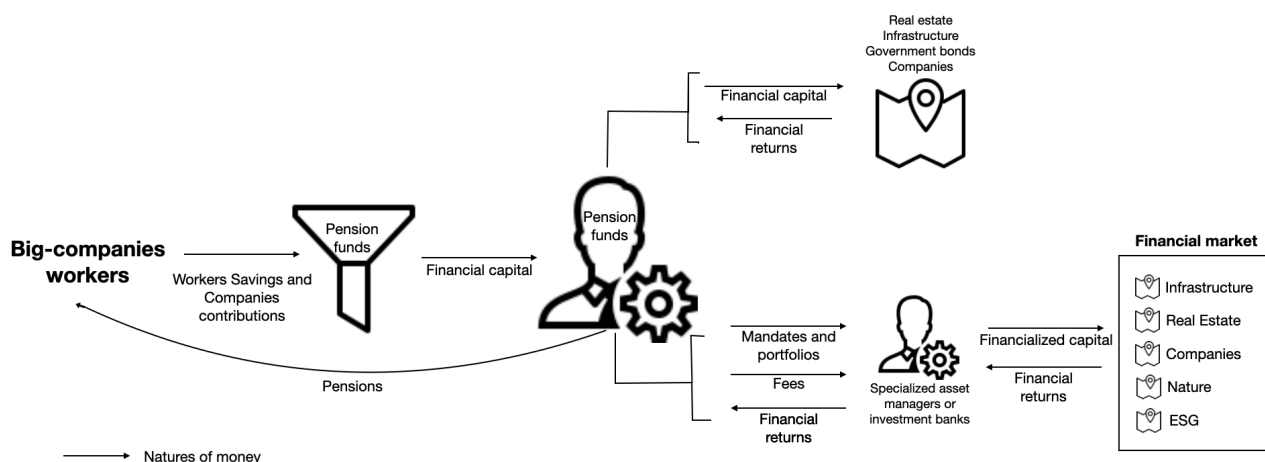 Real estate
Infrastructure
Government bonds
Companies
Financial capital
Financial
returns
Big-companies
workers
Workers Savings and
Companies
contributions
Pension
funds
Financial capital
Pension
funds
Pensions
Mandates and
portfolios
Fees
Financial
returns
Specialized asset
managers or
investment banks
Financialized capital
Financial
returns
Financial market
Infrastructure
Real Estate
Companies
Nature
ESG
Natures of money